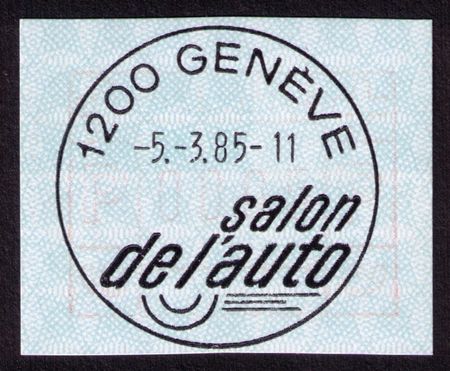 1200 GENÈVE
-5.-3.85-11
salon
de l'auto